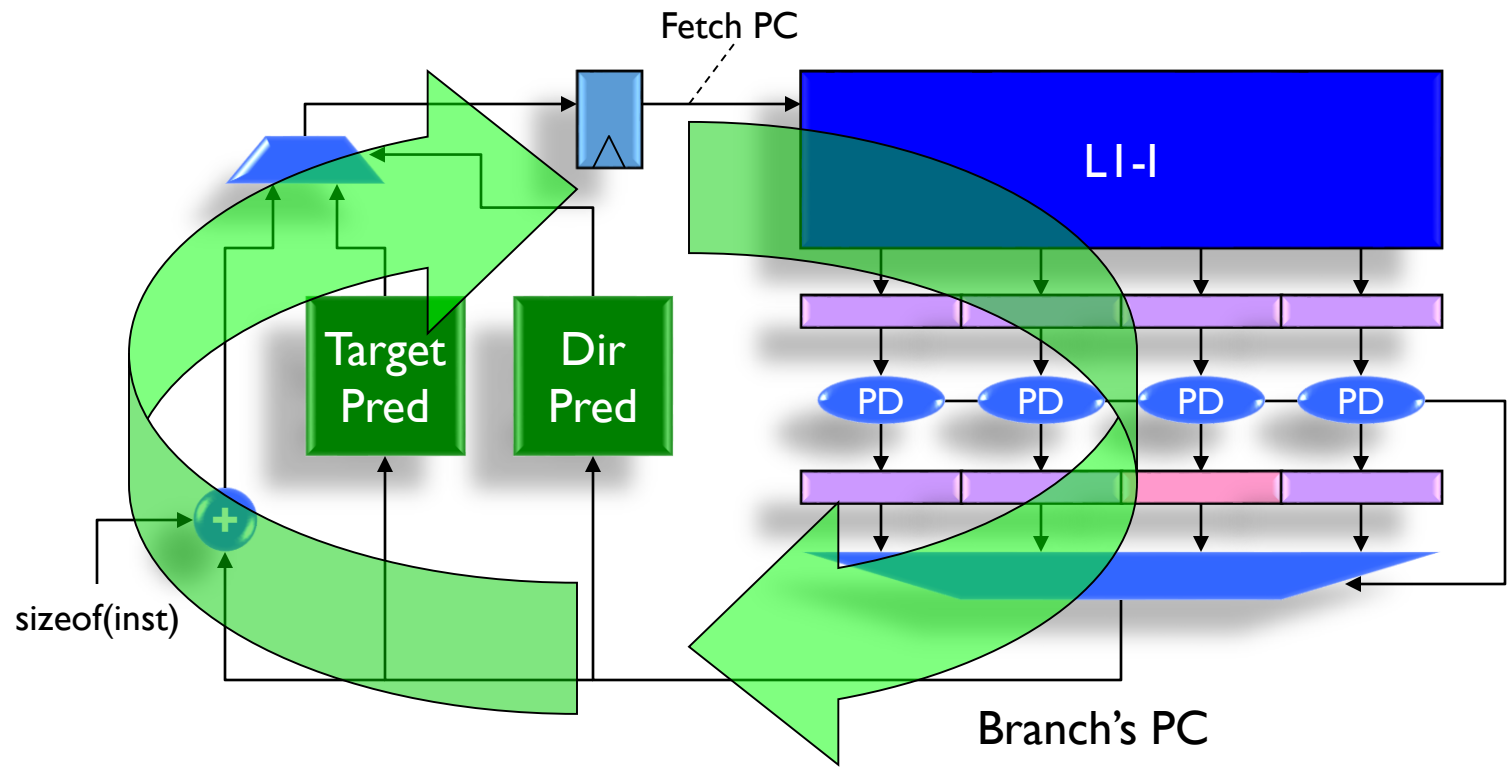 Fetch PC
L1-I
Target
Pred
Dir
Pred
PD PD PD PD
+
sizeof(inst)
Branch’s PC